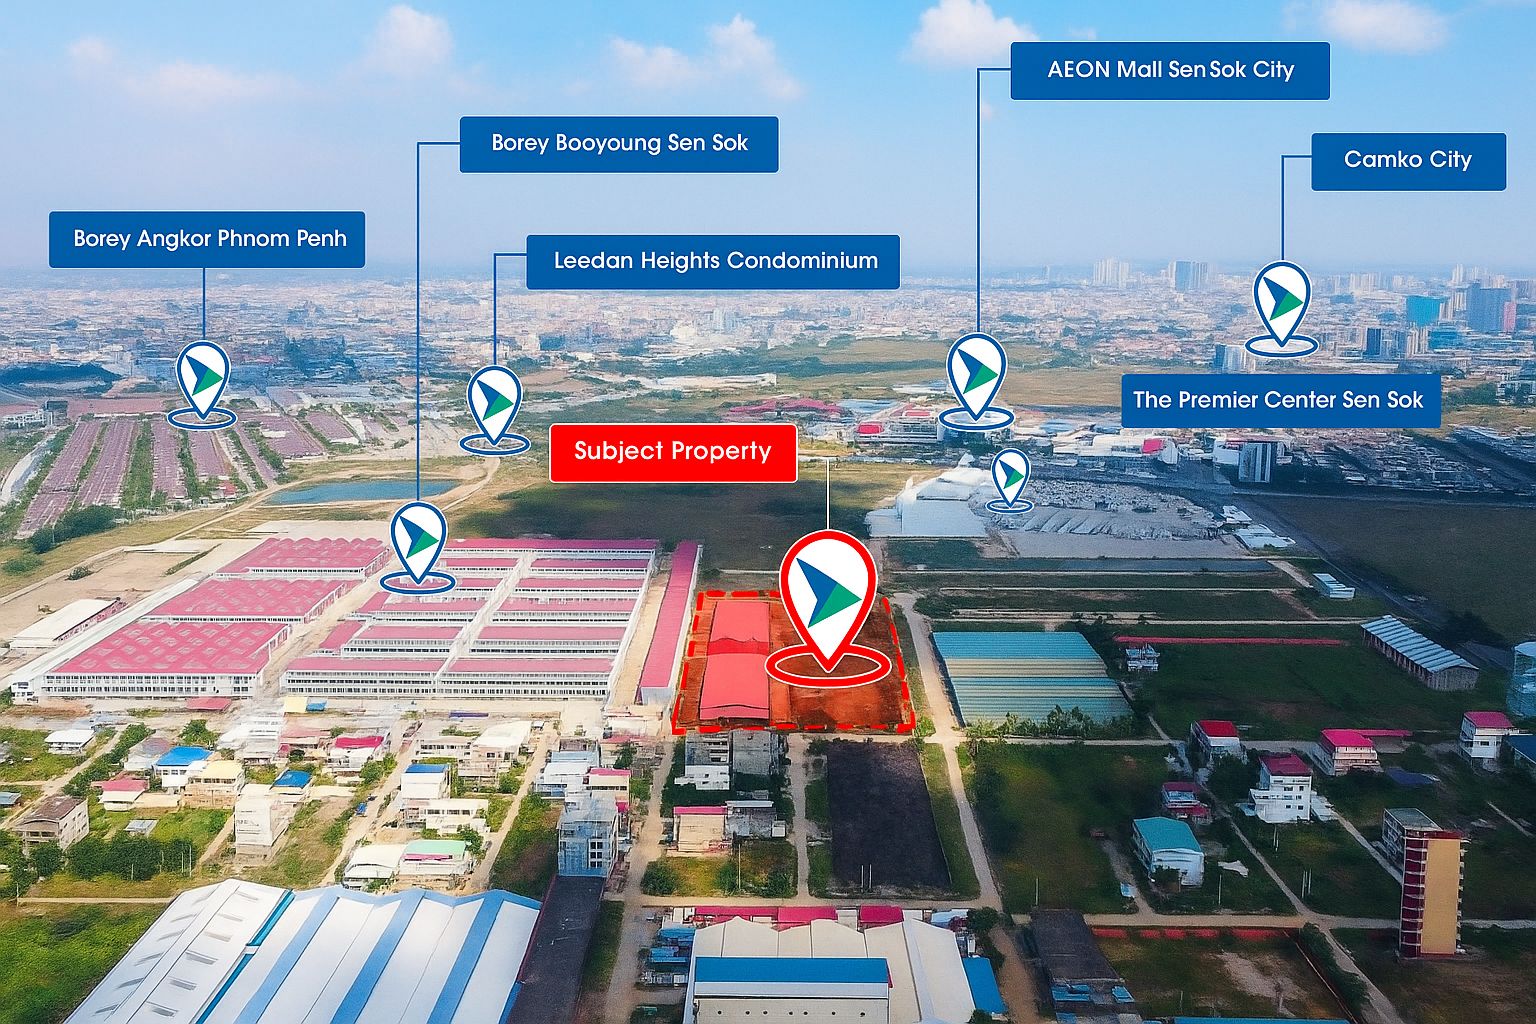 AEON Mall Sen Sok City
Borey Booyoung Sen Sok
Camko City
Borey Angkor Phnom Penh
Leedan Heights Condominium
The Premier Center Sen Sok
Subject Property